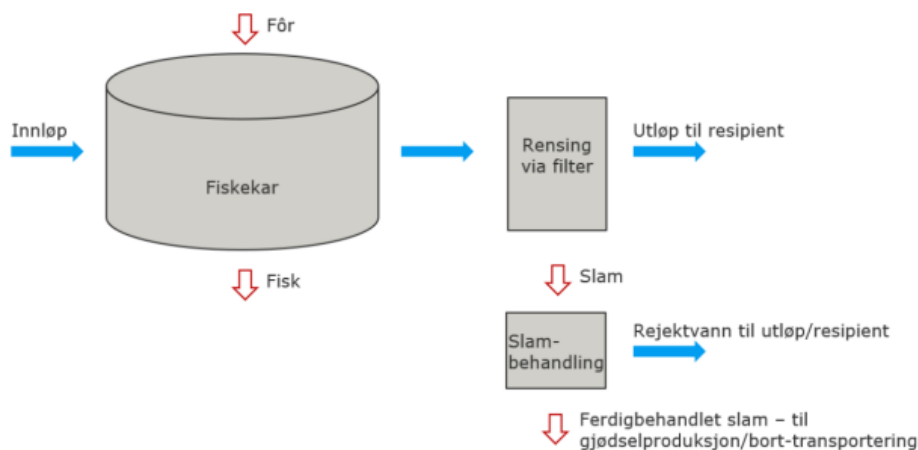 Fôr
Innløp
Fiskekar
Rensing
via filter
Utløp til resipient
Fisk
Slam
Slam-
behandling
Rejektvann til utløp/resipient
Ferdigbehandlet slam – til
gjødselproduksjon/bort-transportering